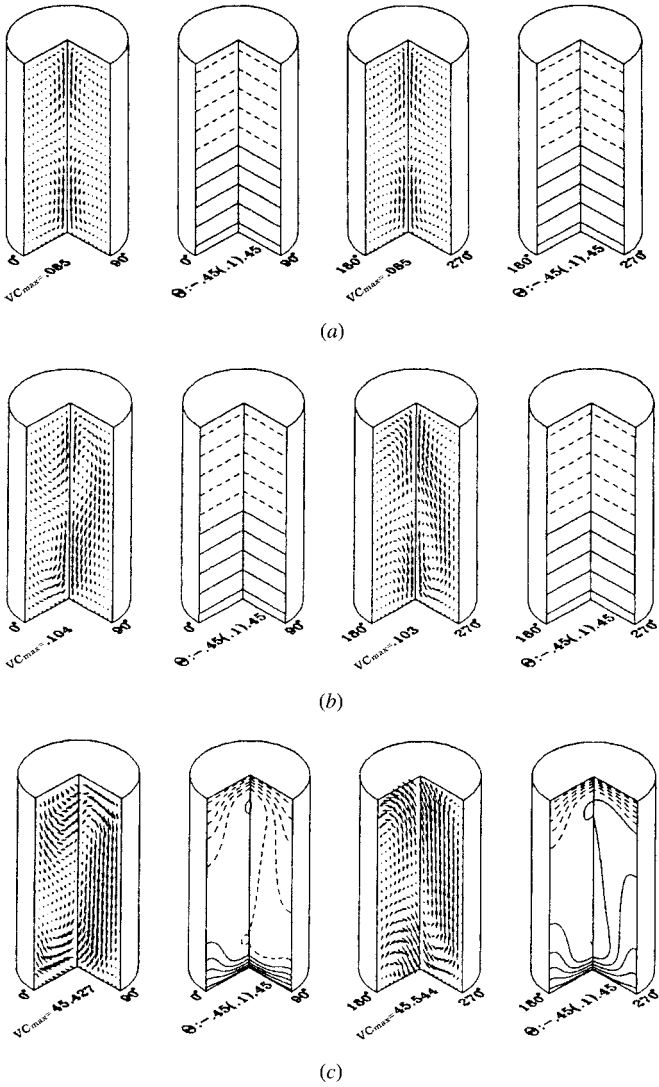 0° 90° 0° 90° 180° 270° 180° 270°
VCmax=.085 Θ:-.45(.1).45 VCmax=.085 Θ:-.45(.1).45
(a)
0° 90° 0° 90° 180° 270° 180° 270°
VCmax=.104 Θ:-.45(.1).45 VCmax=.103 Θ:-.45(.1).45
(b)
0° 90° 0° 90° 180° 270° 180° 270°
VCmax=45.427 Θ:-.45(.1).45 VCmax=45.544 Θ:-.45(.1).45
(c)